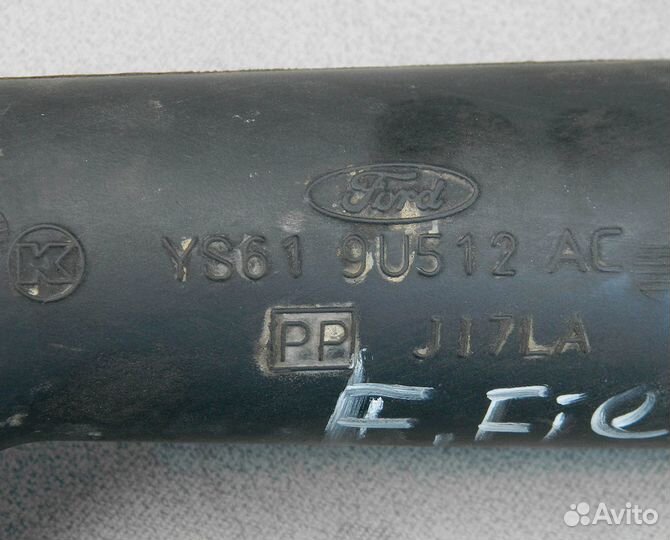 Ford
K YS61 9U512 AC
PP J17LA
F. Fie
Avito